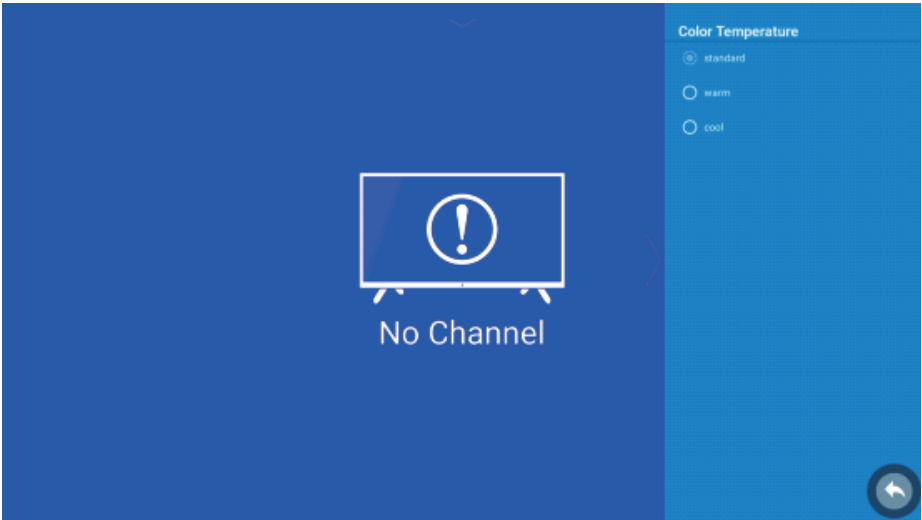 Color Temperature
standard
warm
cool
No Channel